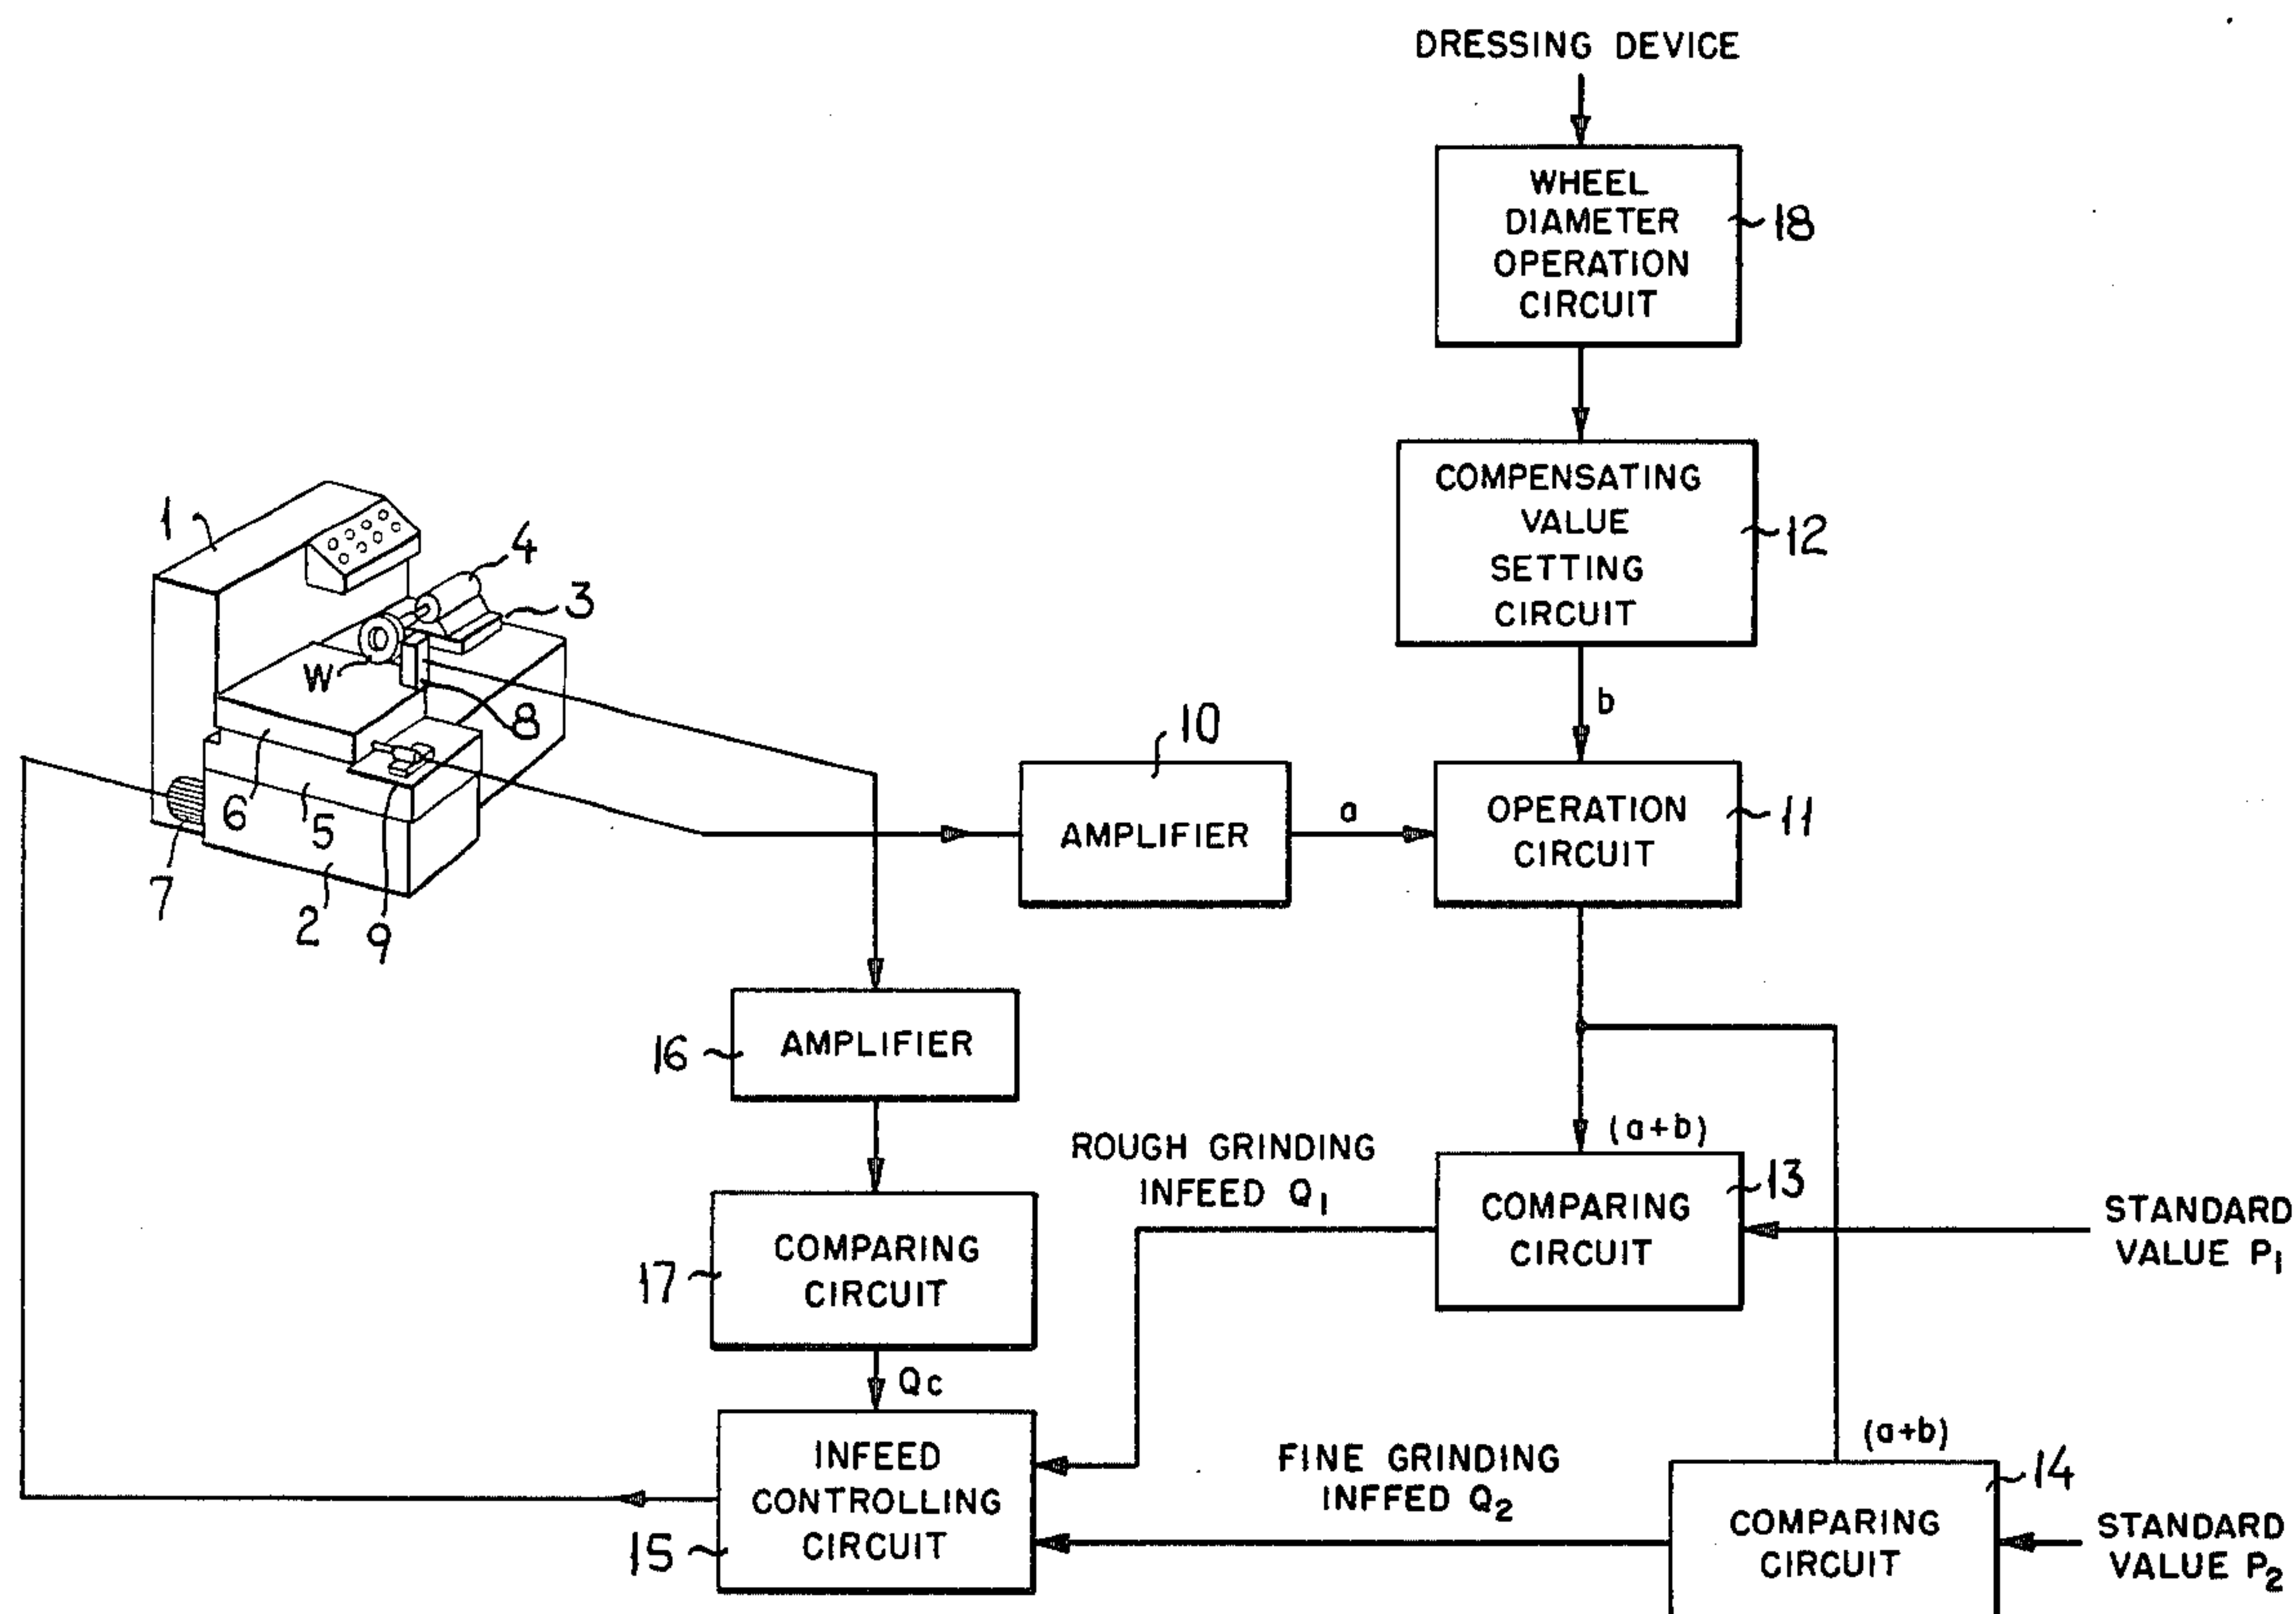 DRESSING DEVICE
WHEEL
DIAMETER
OPERATION
CIRCUIT
18
COMPENSATING
VALUE
SETTING
CIRCUIT
12
b
1
4
3
W
8
6
5
7
2
9
10
AMPLIFIER
a
OPERATION
CIRCUIT
11
16
AMPLIFIER
(a+b)
ROUGH GRINDING
INFEED Q1
COMPARING
CIRCUIT
13
STANDARD
VALUE P1
17
COMPARING
CIRCUIT
Qc
INFEED
CONTROLLING
CIRCUIT
15
FINE GRINDING
INFFED Q2
(a+b)
14
COMPARING
CIRCUIT
STANDARD
VALUE P2